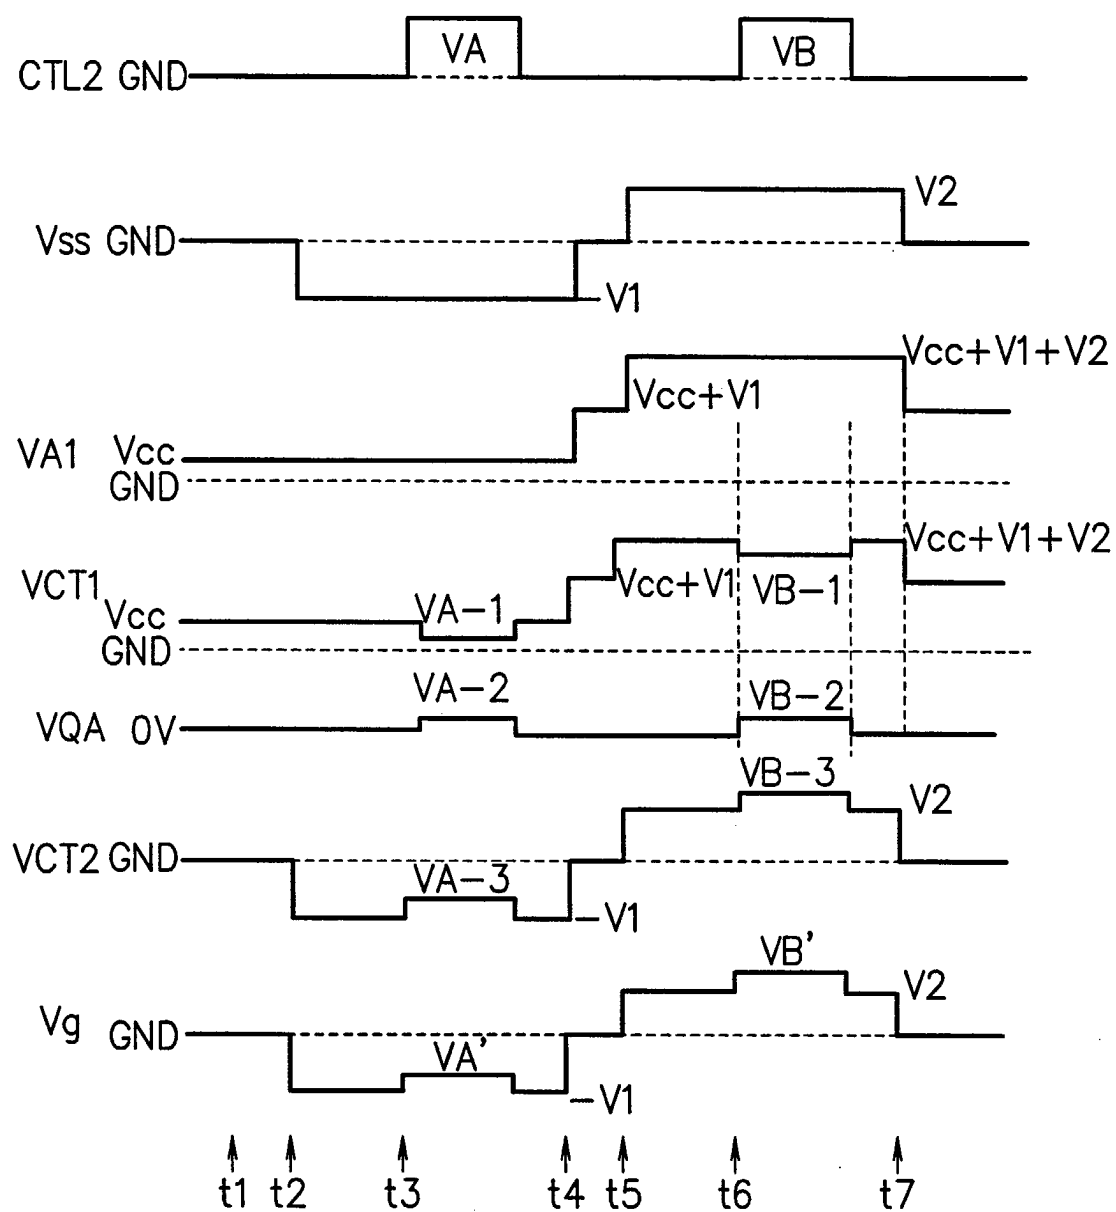 CTL2 GND VA VB
Vss GND V2
-V1
VA1 Vcc Vcc+V1 Vcc+V1+V2
GND
VCT1 Vcc VA-1 Vcc+V1 VB-1 Vcc+V1+V2
GND
VQA 0V VA-2 VB-2
VCT2 GND VA-3 VB-3 V2
-V1
Vg GND VA' VB' V2
-V1
t1 t2 t3 t4 t5 t6 t7